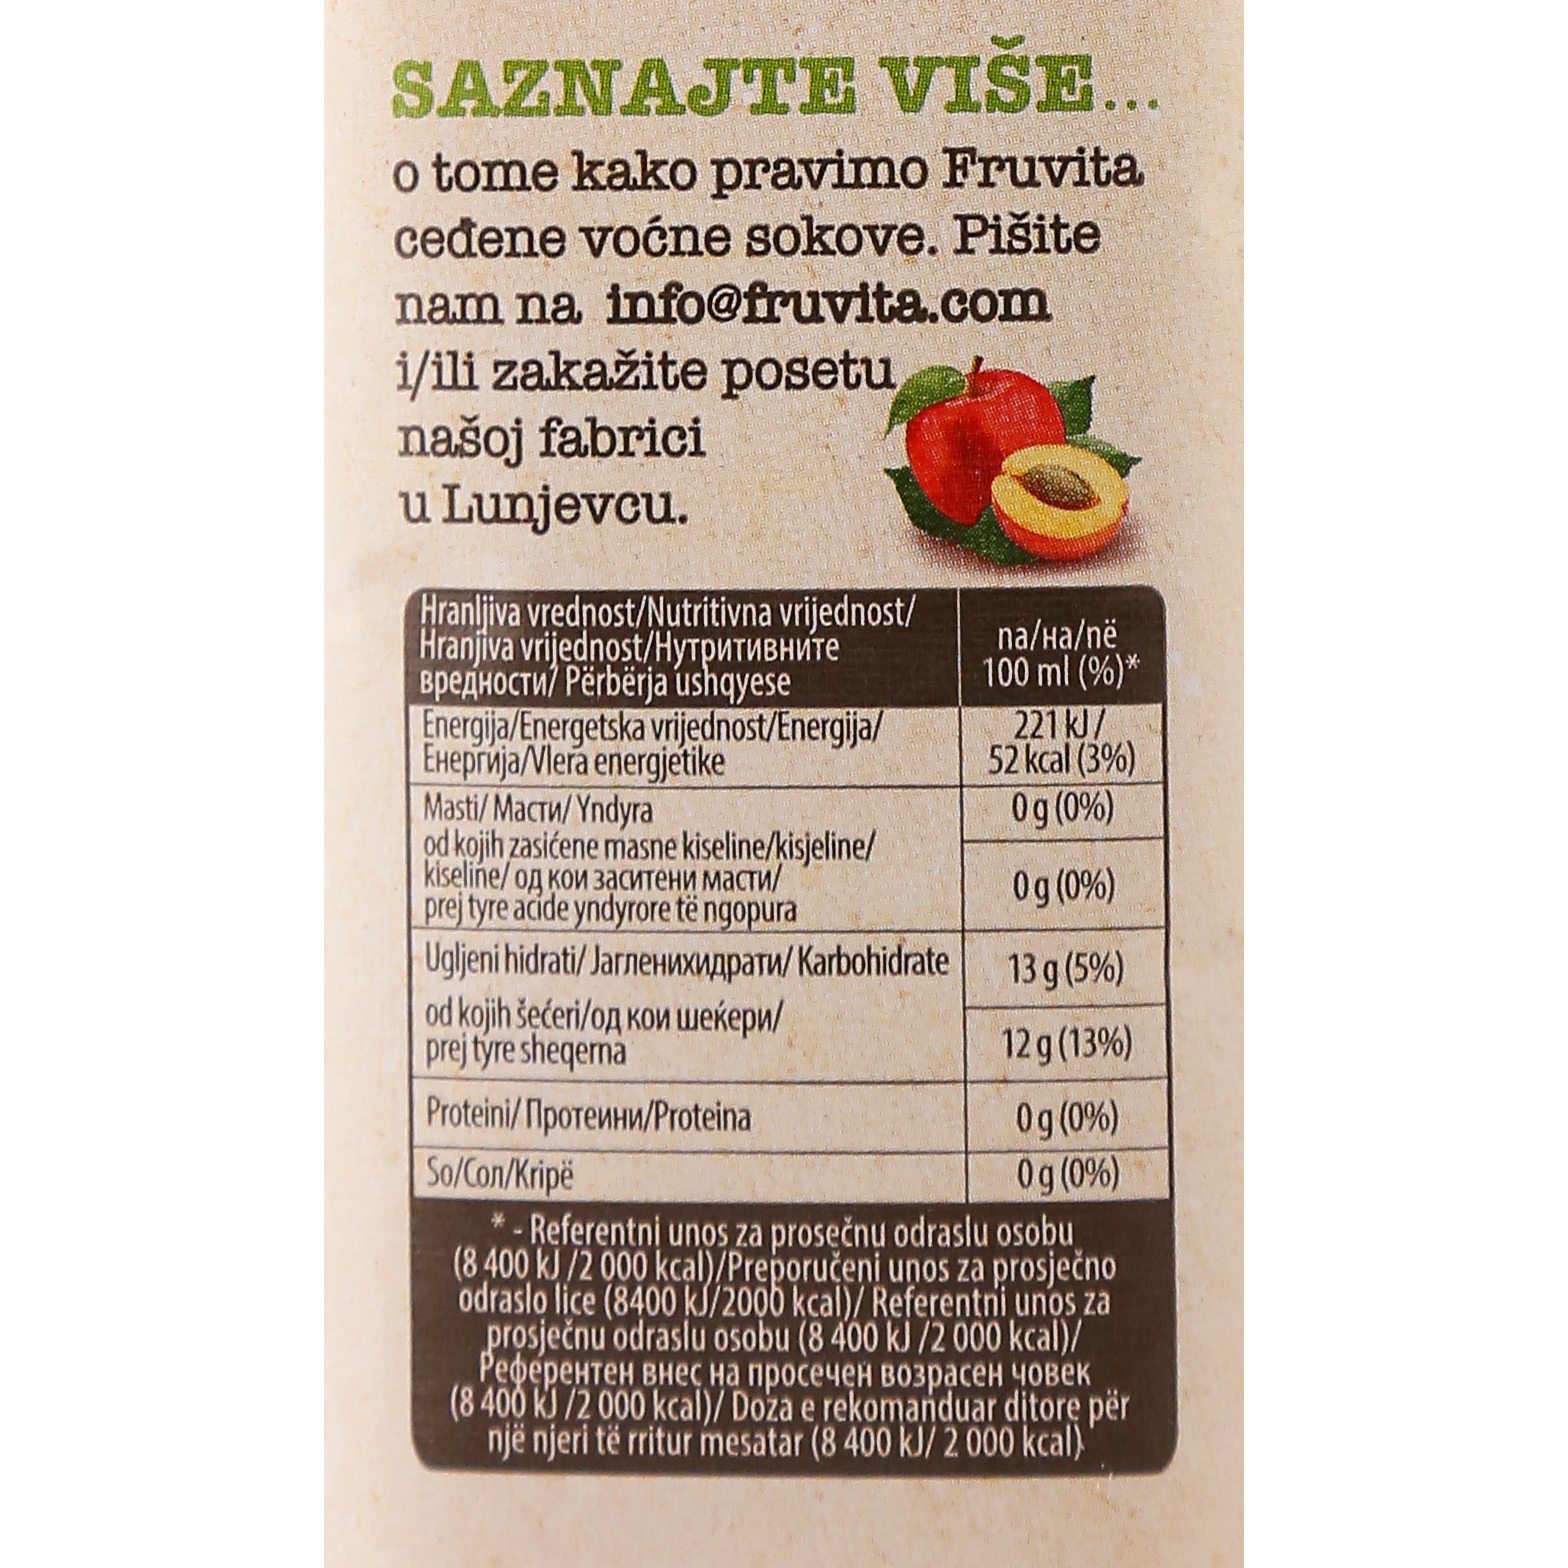 SAZNAJTE VIŠE...
o tome kako pravimo Fruvita
ceđene voćne sokove. Pišite
nam na info@fruvita.com
i/ili zakažite posetu
našoj fabrici
u Lunjevcu.
Hranljiva vrednost/Nutritivna vrijednost/
Hranjiva vrijednost/Нутритивните
вредности/ Përbërja ushqyese
na/на/në
100 ml (%)*
Energija/Energetska vrijednost/Energija/
Енергија/Vlera energjetike
221 kJ /
52 kcal (3%)
Masti/ Масти/ Yndyra
0 g (0%)
od kojih zasićene masne kiseline/kisjeline/
kiseline/ од кои заситени масти/
prej tyre acide yndyrore të ngopura
0 g (0%)
Ugljeni hidrati/ Јагленихидрати/ Karbohidrate
13 g (5%)
od kojih šećeri/од кои шеќери/
prej tyre sheqerna
12 g (13%)
Proteini/ Протеини/Proteina
0 g (0%)
So/Сол/Kripë
0 g (0%)
* - Referentni unos za prosečnu odraslu osobu
(8 400 kJ /2 000 kcal)/Preporučeni unos za prosječno
odraslo lice (8400 kJ/2000 kcal)/ Referentni unos za
prosječnu odraslu osobu (8 400 kJ /2 000 kcal)/
Референтен внес на просечен возрасен човек
(8 400 kJ /2 000 kcal)/ Doza e rekomanduar ditore për
një njeri të rritur mesatar (8 400 kJ/ 2 000 kcal)